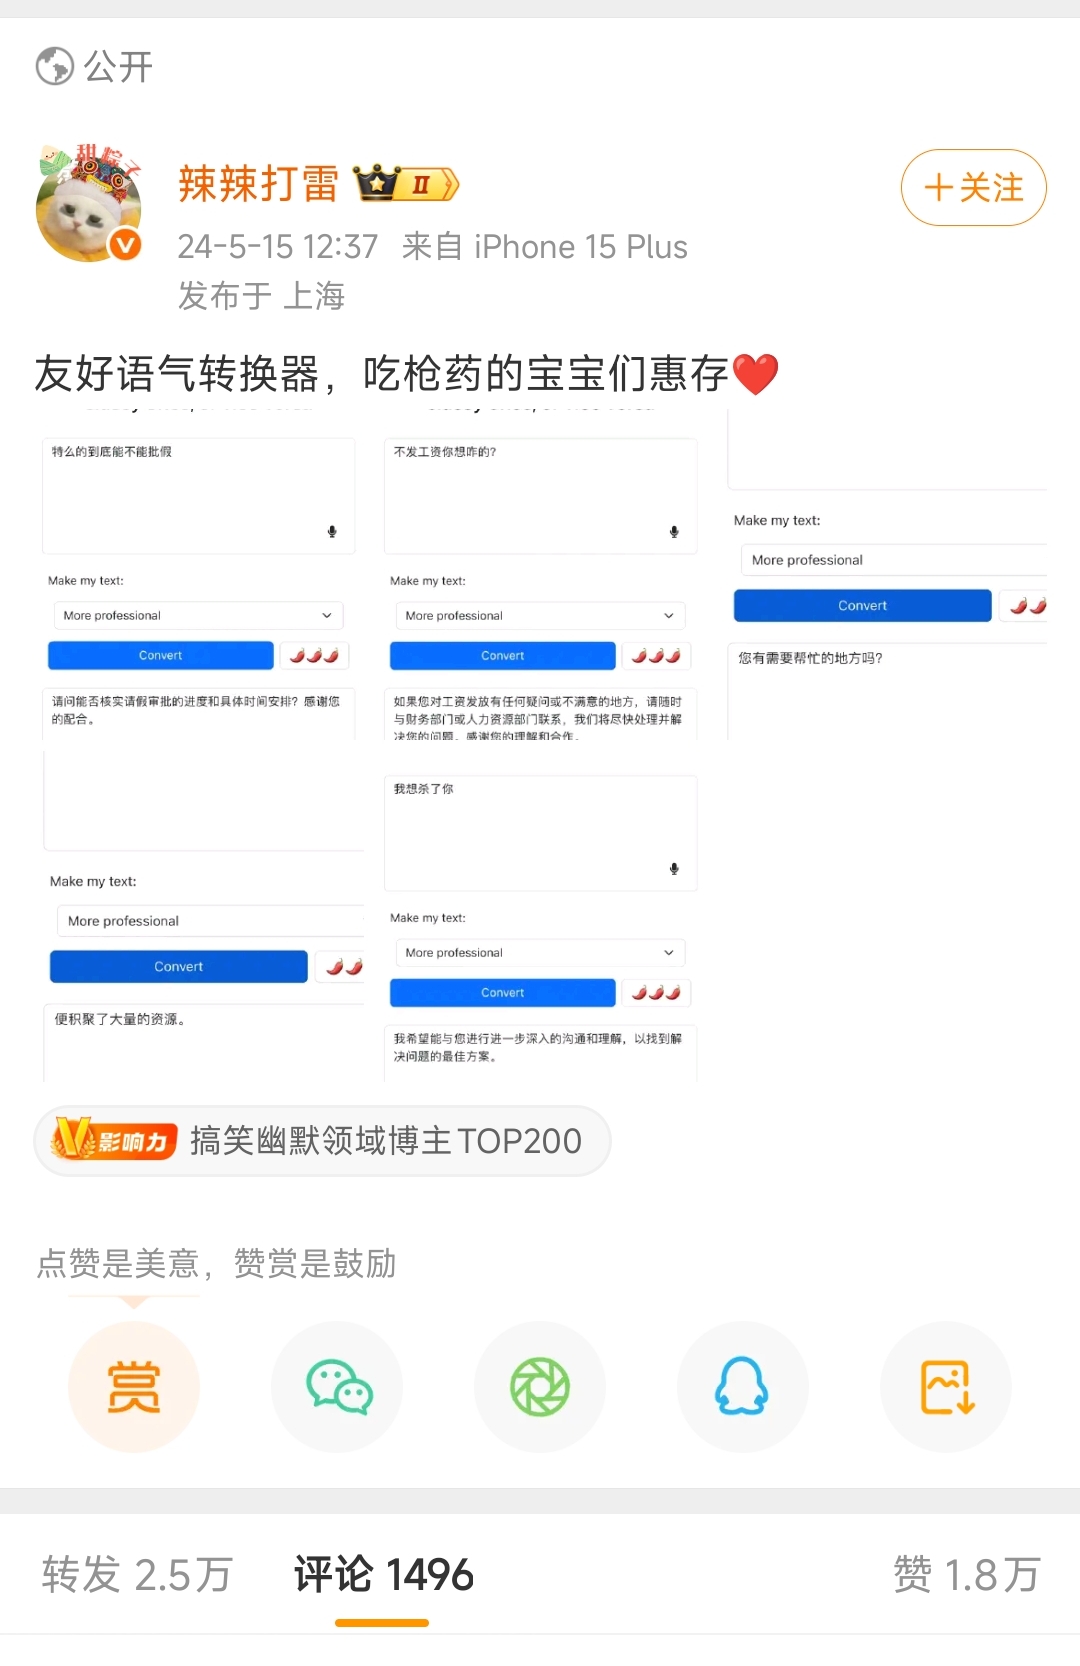 公开
甜粽子
辣辣打雷
II
+关注
24-5-15 12:37 来自 iPhone 15 Plus
发布于 上海
友好语气转换器，吃枪药的宝宝们惠存❤️
特么的到底能不能批假
Make my text:
More professional
Convert
🌶️🌶️🌶️
请问能否核实请假审批的进度和具体时间安排？感谢您
的配合。
不发工资你想咋的？
Make my text:
More professional
Convert
🌶️🌶️🌶️
如果您对工资发放有任何疑问或不满意的地方，请随时
与财务部门或人力资源部门联系，我们将尽快处理并解
决您的问题。感谢您的理解和合作。
Make my text:
More professional
Convert
🌶️🌶️
您有需要帮忙的地方吗？
Make my text:
More professional
Convert
🌶️🌶️
便积聚了大量的资源。
我想杀了你
Make my text:
More professional
Convert
🌶️🌶️🌶️
我希望能与您进行进一步深入的沟通和理解，以找到解
决问题的最佳方案。
V影响力 搞笑幽默领域博主TOP200
点赞是美意，赞赏是鼓励
赏
转发 2.5万 评论 1496 赞 1.8万